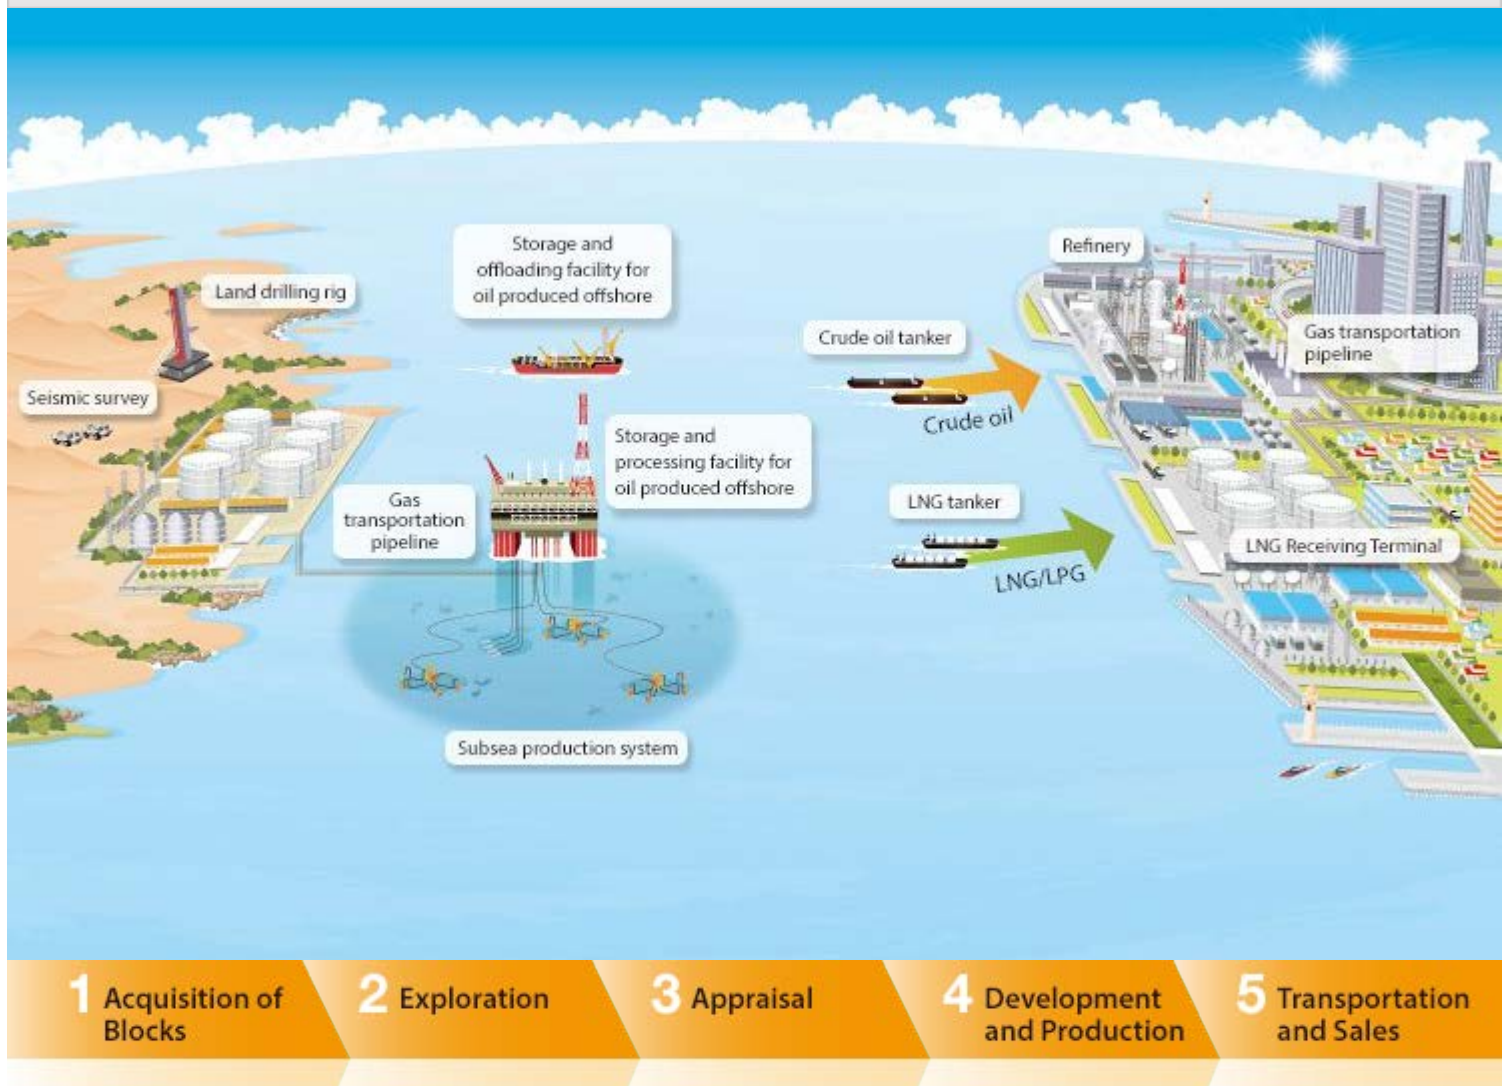 Storage and
offloading facility for
oil produced offshore
Refinery
Land drilling rig
Crude oil tanker
Gas transportation
pipeline
Seismic survey
Crude oil
Storage and
processing facility for
oil produced offshore
Gas
transportation
pipeline
LNG tanker
LNG Receiving Terminal
LNG/LPG
Subsea production system
1 Acquisition of
Blocks
2 Exploration
3 Appraisal
4 Development
and Production
5 Transportation
and Sales